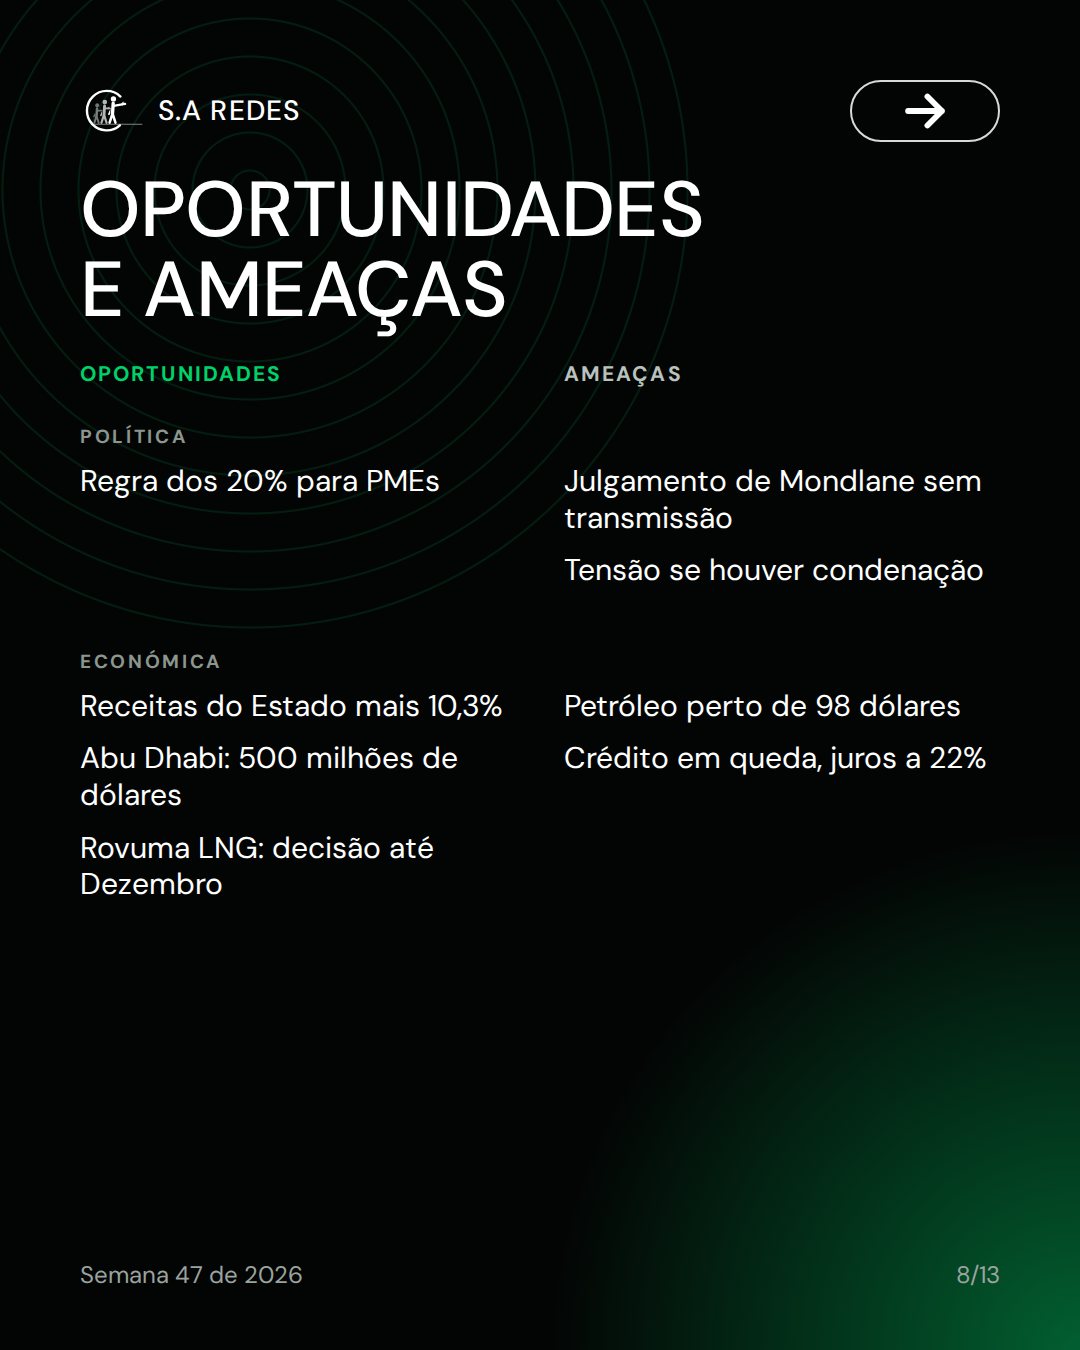 S.A REDES
OPORTUNIDADES
E AMEAÇAS
OPORTUNIDADES
AMEAÇAS
POLÍTICA
Regra dos 20% para PMEs
Julgamento de Mondlane sem
transmissão
Tensão se houver condenação
ECONÓMICA
Receitas do Estado mais 10,3%
Abu Dhabi: 500 milhões de
dólares
Rovuma LNG: decisão até
Dezembro
Petróleo perto de 98 dólares
Crédito em queda, juros a 22%
Semana 47 de 2026
8/13